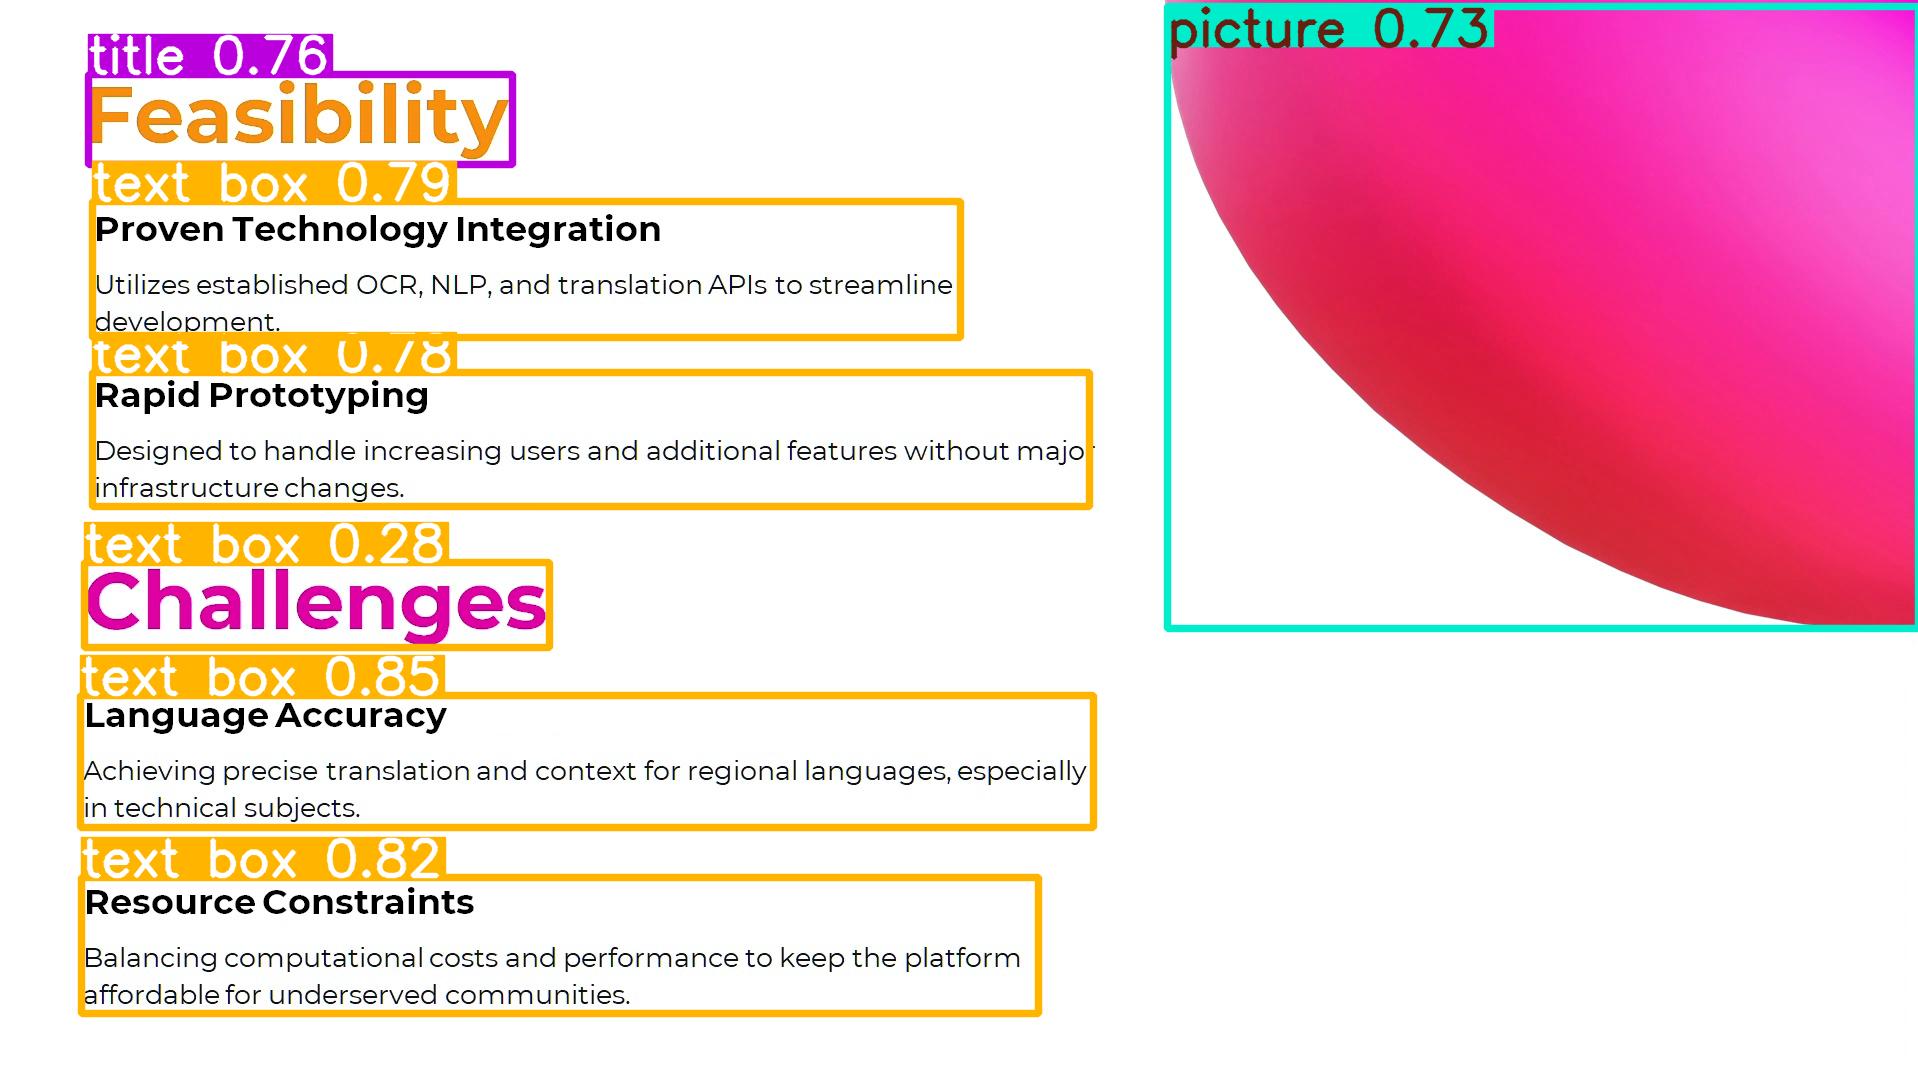 title 0.76
Feasibility
text box 0.79
Proven Technology Integration
Utilizes established OCR, NLP, and translation APIs to streamline
development.
text box 0.78
Rapid Prototyping
Designed to handle increasing users and additional features without major
infrastructure changes.
text box 0.28
Challenges
text box 0.85
Language Accuracy
Achieving precise translation and context for regional languages, especially
in technical subjects.
text box 0.82
Resource Constraints
Balancing computational costs and performance to keep the platform
affordable for underserved communities.
picture 0.73